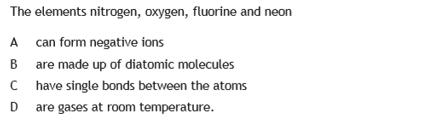 The elements nitrogen, oxygen, fluorine and neon
A can form negative ions
B are made up of diatomic molecules
C have single bonds between the atoms
D are gases at room temperature.